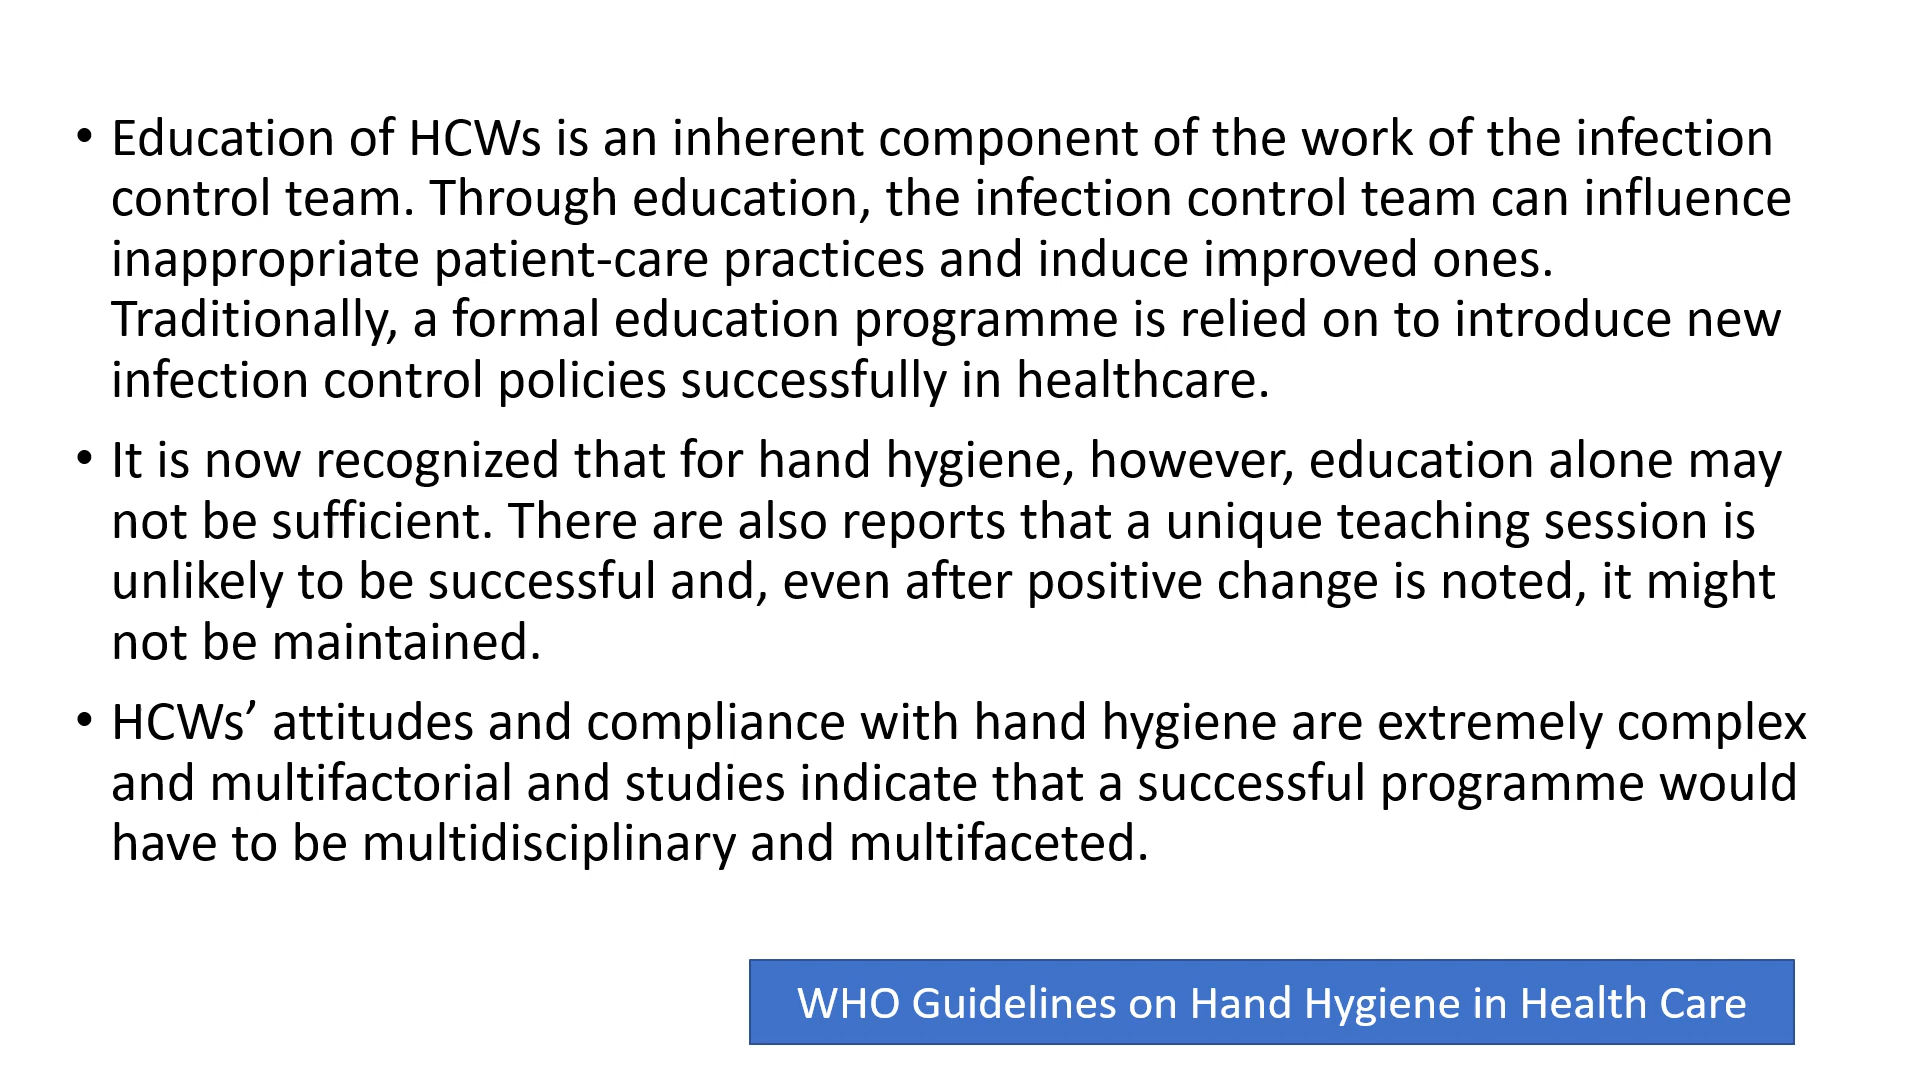 • Education of HCWs is an inherent component of the work of the infection
control team. Through education, the infection control team can influence
inappropriate patient-care practices and induce improved ones.
Traditionally, a formal education programme is relied on to introduce new
infection control policies successfully in healthcare.
• It is now recognized that for hand hygiene, however, education alone may
not be sufficient. There are also reports that a unique teaching session is
unlikely to be successful and, even after positive change is noted, it might
not be maintained.
• HCWs’ attitudes and compliance with hand hygiene are extremely complex
and multifactorial and studies indicate that a successful programme would
have to be multidisciplinary and multifaceted.
WHO Guidelines on Hand Hygiene in Health Care